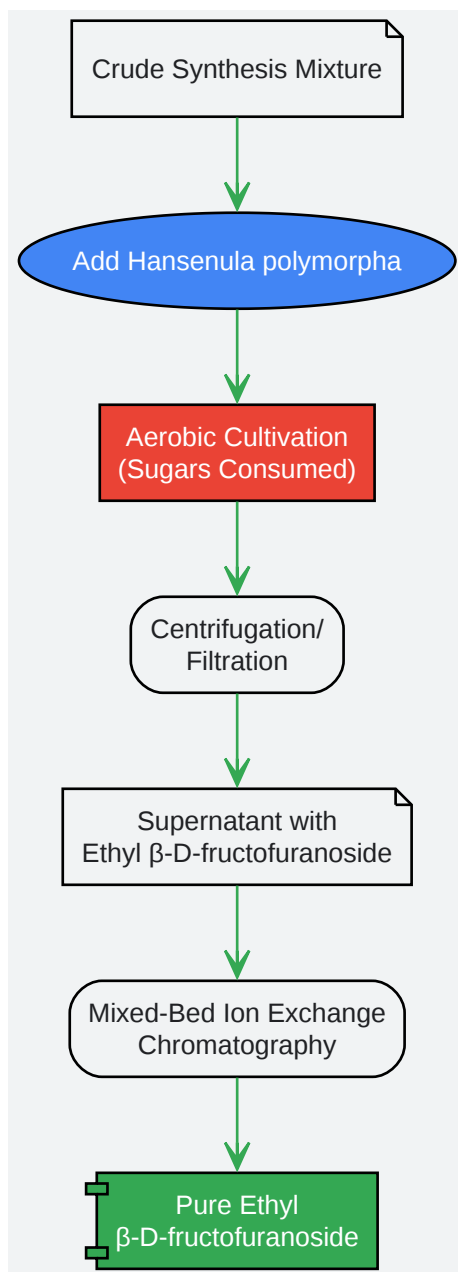 Crude Synthesis Mixture
Add Hansenula polymorpha
Aerobic Cultivation
(Sugars Consumed)
Centrifugation/
Filtration
Supernatant with
Ethyl β-D-fructofuranoside
Mixed-Bed Ion Exchange
Chromatography
Pure Ethyl
β-D-fructofuranoside